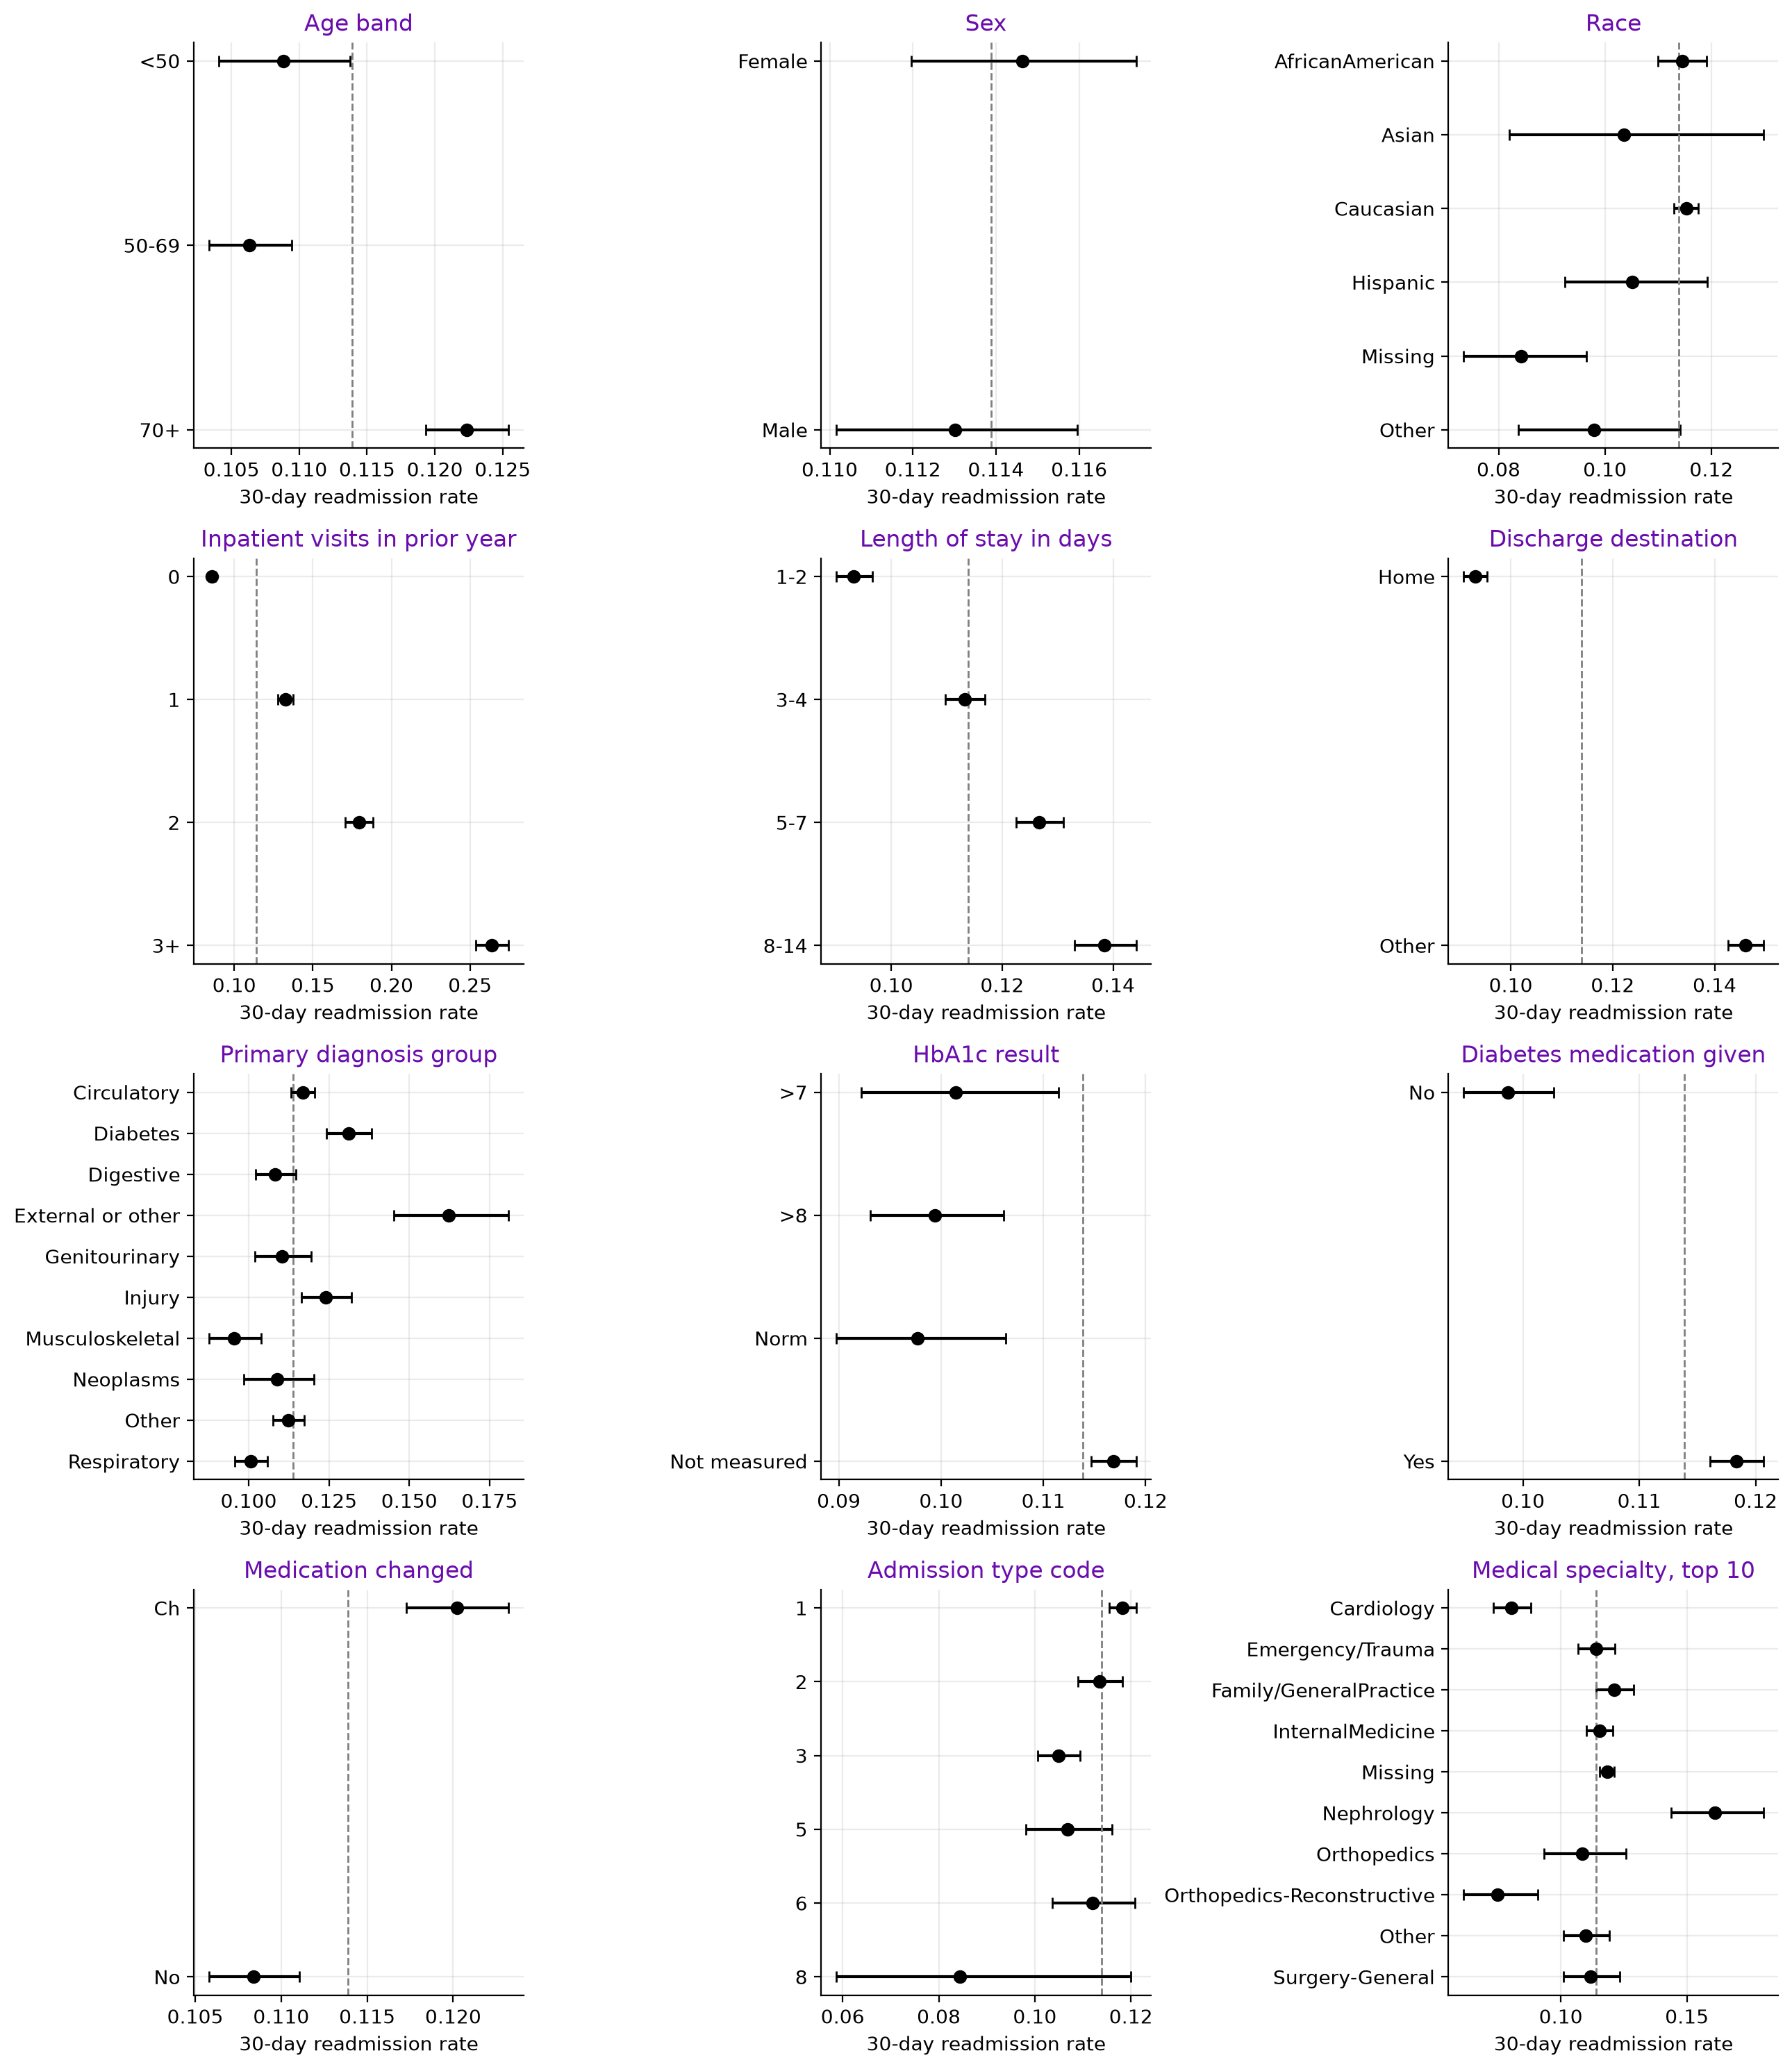 Age band
<50
50-69
70+
0.105 0.110 0.115 0.120 0.125
30-day readmission rate
Sex
Female
Male
0.110 0.112 0.114 0.116
30-day readmission rate
Race
AfricanAmerican
Asian
Caucasian
Hispanic
Missing
Other
0.08 0.10 0.12
30-day readmission rate
Inpatient visits in prior year
0
1
2
3+
0.10 0.15 0.20 0.25
30-day readmission rate
Length of stay in days
1-2
3-4
5-7
8-14
0.10 0.12 0.14
30-day readmission rate
Discharge destination
Home
Other
0.10 0.12 0.14
30-day readmission rate
Primary diagnosis group
Circulatory
Diabetes
Digestive
External or other
Genitourinary
Injury
Musculoskeletal
Neoplasms
Other
Respiratory
0.100 0.125 0.150 0.175
30-day readmission rate
HbA1c result
>7
>8
Norm
Not measured
0.09 0.10 0.11 0.12
30-day readmission rate
Diabetes medication given
No
Yes
0.10 0.11 0.12
30-day readmission rate
Medication changed
Ch
No
0.105 0.110 0.115 0.120
30-day readmission rate
Admission type code
1
2
3
5
6
8
0.06 0.08 0.10 0.12
30-day readmission rate
Medical specialty, top 10
Cardiology
Emergency/Trauma
Family/GeneralPractice
InternalMedicine
Missing
Nephrology
Orthopedics
Orthopedics-Reconstructive
Other
Surgery-General
0.10 0.15
30-day readmission rate